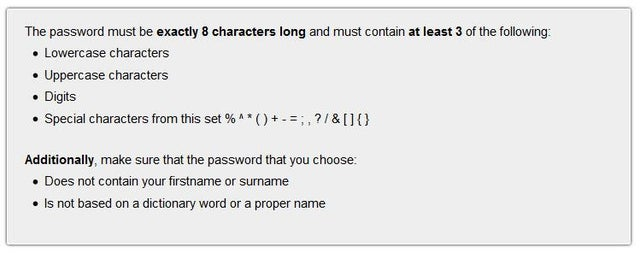 The password must be exactly 8 characters long and must contain at least 3 of the following:
• Lowercase characters
• Uppercase characters
• Digits
• Special characters from this set % ^ * ( ) + - = ; , ? / & [ ] { }
Additionally, make sure that the password that you choose:
• Does not contain your firstname or surname
• Is not based on a dictionary word or a proper name